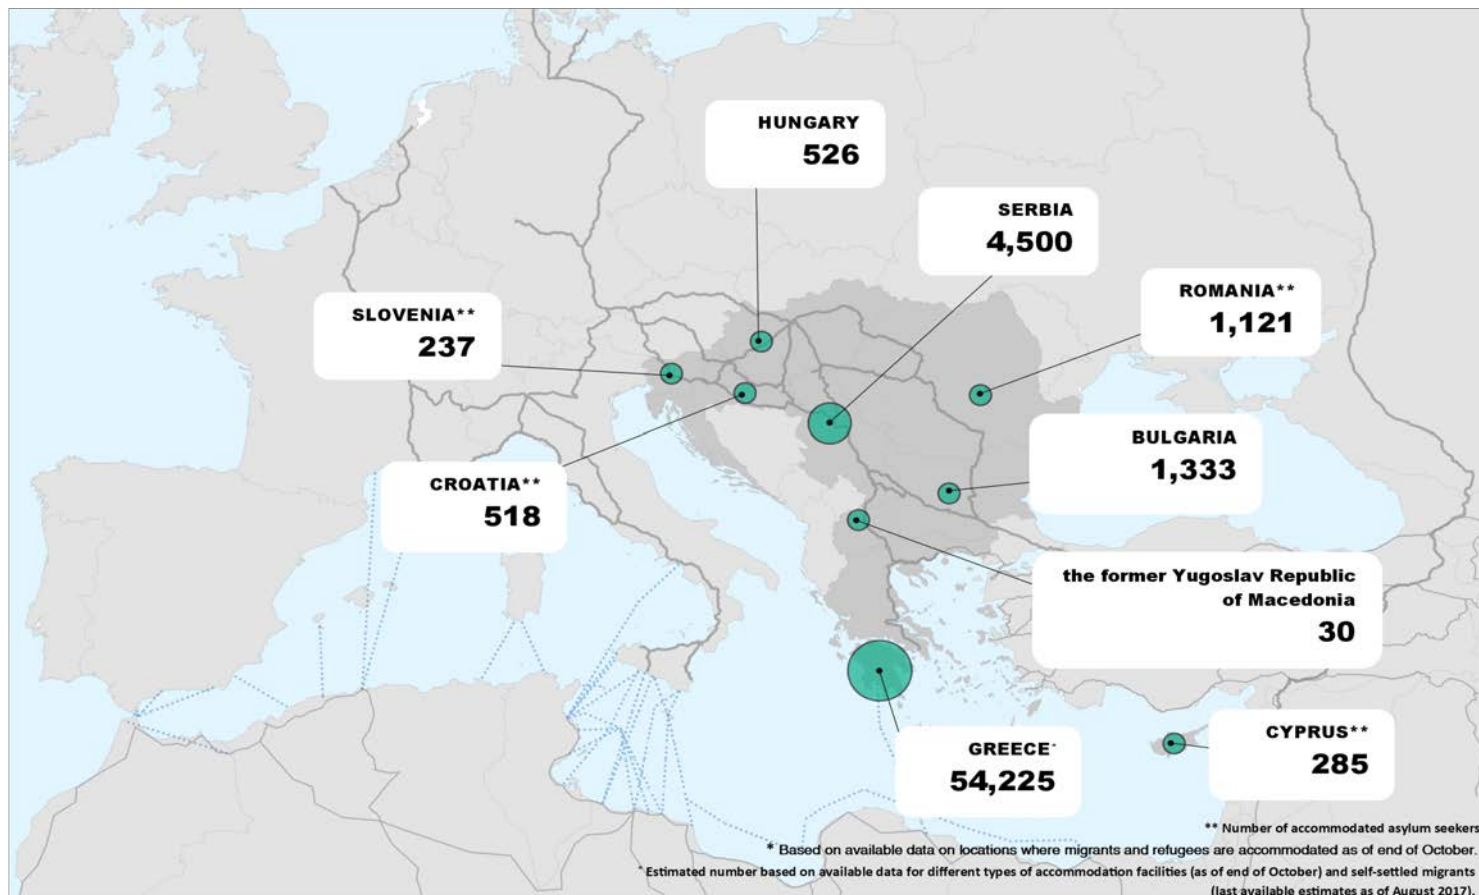 HUNGARY
526
SERBIA
4,500
ROMANIA**
1,121
SLOVENIA**
237
BULGARIA
1,333
CROATIA**
518
the former Yugoslav Republic
of Macedonia
30
GREECE*
54,225
CYPRUS**
285
** Number of accommodated asylum seekers
* Based on available data on locations where migrants and refugees are accommodated as of end of October.
* Estimated number based on available data for different types of accommodation facilities (as of end of October) and self-settled migrants
(last available estimates as of August 2017).